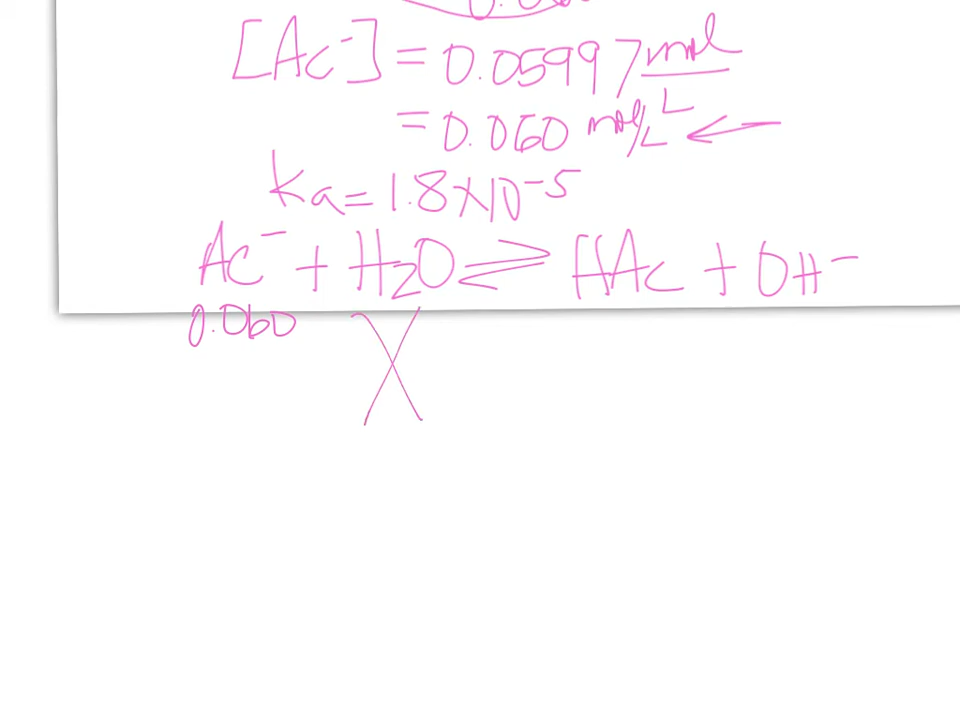 [Ac⁻] = 0.05997 mol/L
= 0.060 mol/L ←
Ka = 1.8×10⁻⁵
Ac⁻ + H₂O ⇌ HAc + OH⁻
0.060 X